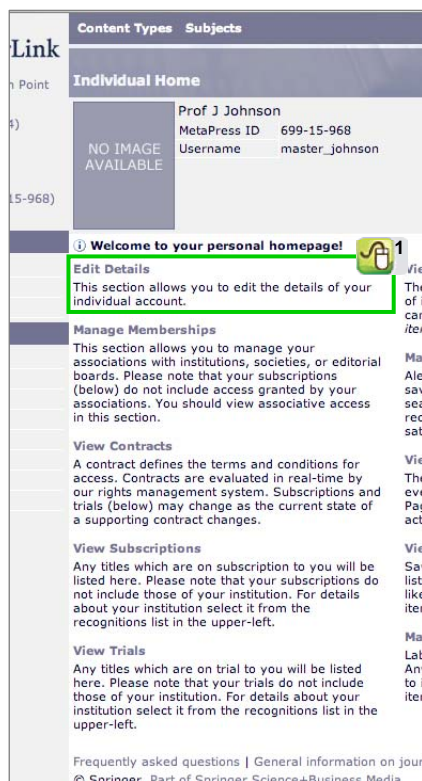 Content Types Subjects
Link
Point
Individual Home
Prof J Johnson
MetaPress ID 699-15-968
Username master_johnson
NO IMAGE
AVAILABLE
4)
15-968)
Welcome to your personal homepage!
1
Edit Details
This section allows you to edit the details of your
individual account.
Manage Memberships
This section allows you to manage your
associations with institutions, societies, or editorial
boards. Please note that your subscriptions
(below) do not include access granted by your
associations. You should view associative access
in this section.
View Contracts
A contract defines the terms and conditions for
access. Contracts are evaluated in real-time by
our rights management system. Subscriptions and
trials (below) may change as the current state of
a supporting contract changes.
View Subscriptions
Any titles which are on subscription to you will be
listed here. Please note that your subscriptions do
not include those of your institution. For details
about your institution select it from the
recognitions list in the upper-left.
View Trials
Any titles which are on trial to you will be listed
here. Please note that your trials do not include
those of your institution. For details about your
institution select it from the recognitions list in the
upper-left.
Frequently asked questions | General information on jour
© Springer. Part of Springer Science+Business Media